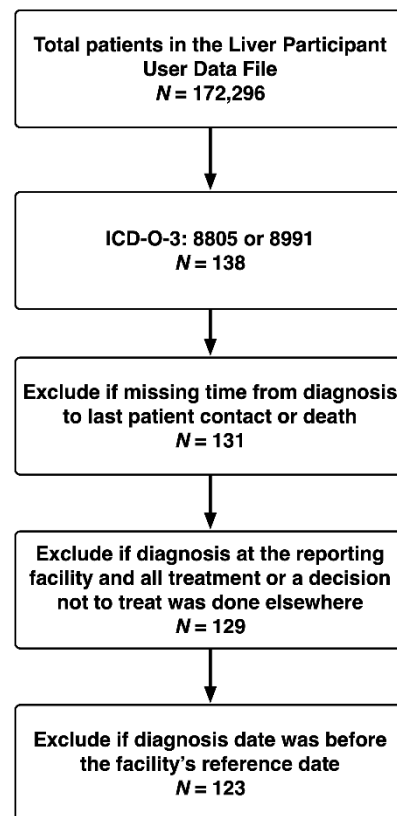 Total patients in the Liver Participant
User Data File
N = 172,296
ICD-O-3: 8805 or 8991
N = 138
Exclude if missing time from diagnosis
to last patient contact or death
N = 131
Exclude if diagnosis at the reporting
facility and all treatment or a decision
not to treat was done elsewhere
N = 129
Exclude if diagnosis date was before
the facility’s reference date
N = 123